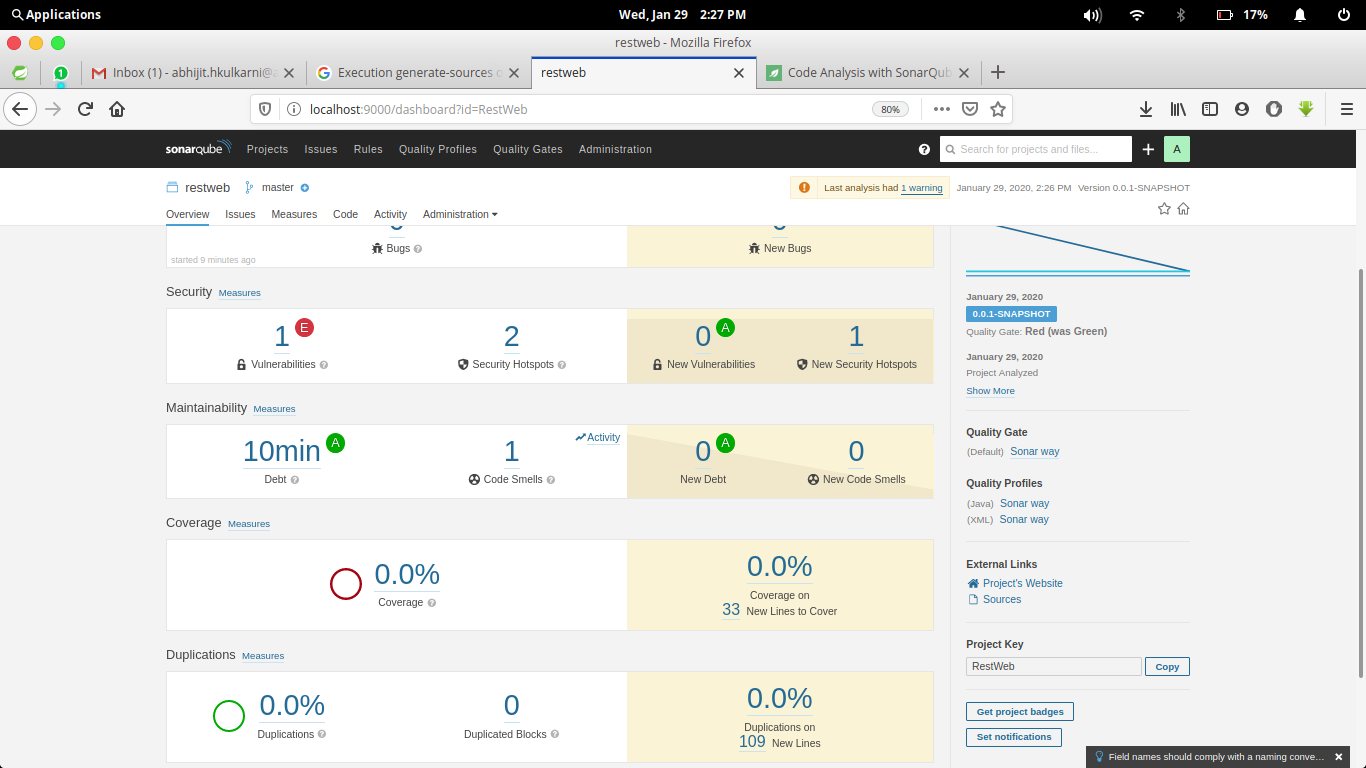 Applications
Wed, Jan 29 2:27 PM
17%
restweb - Mozilla Firefox
1
Inbox (1) - abhijit.hkulkarni@
Execution generate-sources
restweb
Code Analysis with SonarQub
localhost:9000/dashboard?id=RestWeb
80%
sonarqube
Projects
Issues
Rules
Quality Profiles
Quality Gates
Administration
Search for projects and files...
A
restweb
master
Last analysis had 1 warning
January 29, 2020, 2:26 PM Version 0.0.1-SNAPSHOT
Overview
Issues
Measures
Code
Activity
Administration
Bugs
New Bugs
started 9 minutes ago
Security Measures
1 E
Vulnerabilities
2
Security Hotspots
0 A
New Vulnerabilities
1
New Security Hotspots
Maintainability Measures
10min A
Debt
1
Code Smells
Activity
0 A
New Debt
0
New Code Smells
Coverage Measures
0.0%
Coverage
0.0%
Coverage on
33 New Lines to Cover
Duplications Measures
0.0%
Duplications
0
Duplicated Blocks
0.0%
Duplications on
109 New Lines
January 29, 2020
0.0.1-SNAPSHOT
Quality Gate: Red (was Green)
January 29, 2020
Project Analyzed
Show More
Quality Gate
(Default) Sonar way
Quality Profiles
(Java) Sonar way
(XML) Sonar way
External Links
Project's Website
Sources
Project Key
RestWeb
Copy
Get project badges
Set notifications
Field names should comply with a naming conve...